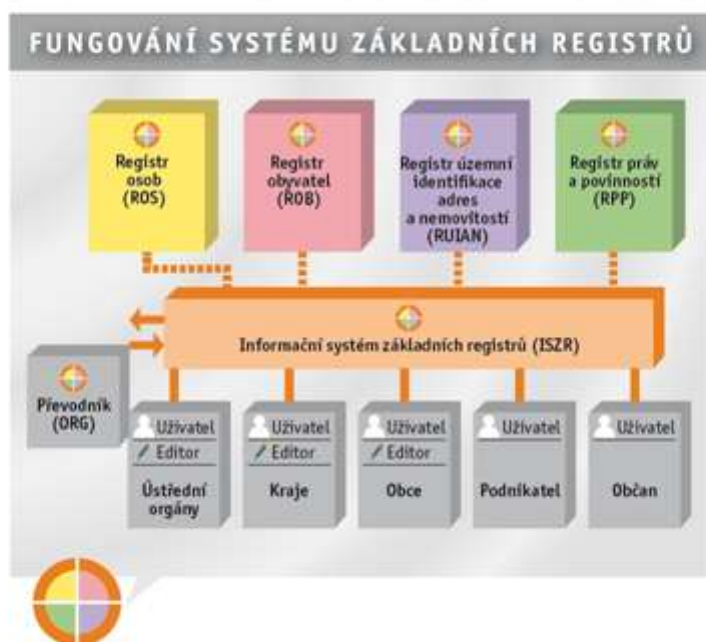 FUNGOVÁNÍ SYSTÉMU ZÁKLADNÍCH REGISTRŮ
Registr
osob
(ROS)
Registr
obyvatel
(ROB)
Registr územní
identifikace
adres
a nemovitostí
(RUIAN)
Registr práv
a povinností
(RPP)
Informační systém základních registrů (ISZR)
Převodník
(ORG)
Uživatel
Editor
Ústřední
orgány
Uživatel
Editor
Kraje
Uživatel
Editor
Obce
Uživatel
Podnikatel
Uživatel
Občan